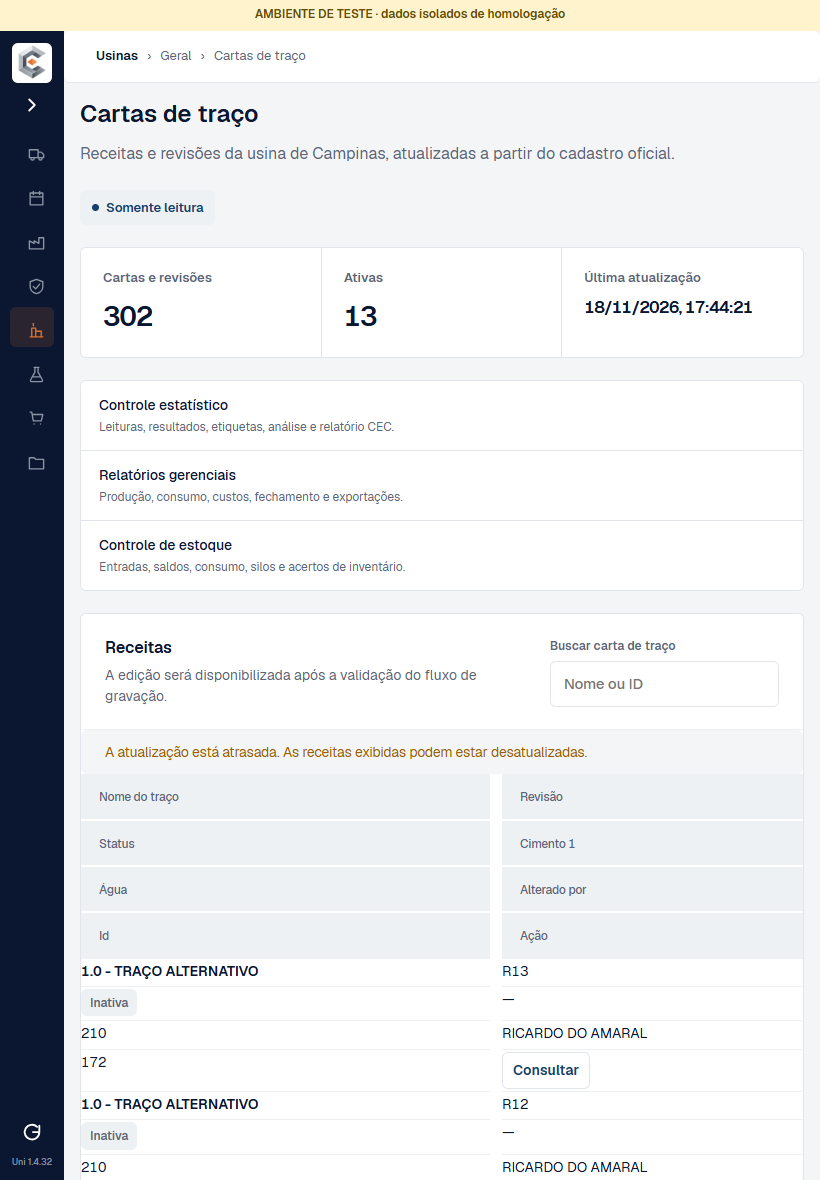 AMBIENTE DE TESTE · dados isolados de homologação
Usinas › Geral › Cartas de traço
Cartas de traço
Receitas e revisões da usina de Campinas, atualizadas a partir do cadastro oficial.
Somente leitura
Cartas e revisões
302
Ativas
13
Última atualização
18/11/2026, 17:44:21
Controle estatístico
Leituras, resultados, etiquetas, análise e relatório CEC.
Relatórios gerenciais
Produção, consumo, custos, fechamento e exportações.
Controle de estoque
Entradas, saldos, consumo, silos e acertos de inventário.
Receitas
A edição será disponibilizada após a validação do fluxo de
gravação.
Buscar carta de traço
Nome ou ID
A atualização está atrasada. As receitas exibidas podem estar desatualizadas.
Nome do traço Revisão
Status Cimento 1
Água Alterado por
Id Ação
1.0 - TRAÇO ALTERNATIVO R13
Inativa —
210 RICARDO DO AMARAL
172 Consultar
1.0 - TRAÇO ALTERNATIVO R12
Inativa —
210 RICARDO DO AMARAL
Uni 1.4.32